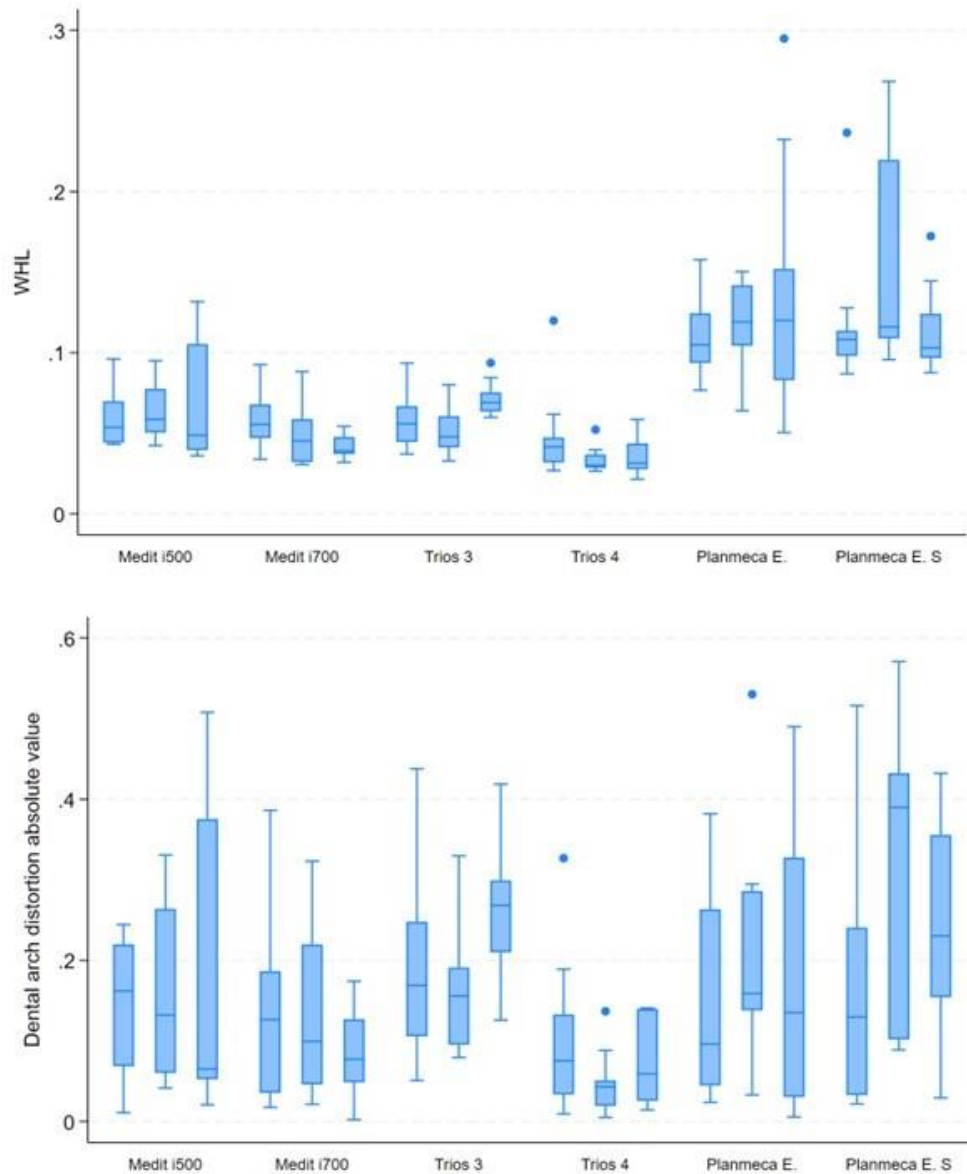 .3
.2
.1
0
WHL
Medit i500 Medit i700 Trios 3 Trios 4 Planmeca E. Planmeca E. S
.6
.4
.2
0
Dental arch distortion absolute value
Medit i500 Medit i700 Trios 3 Trios 4 Planmeca E. Planmeca E. S